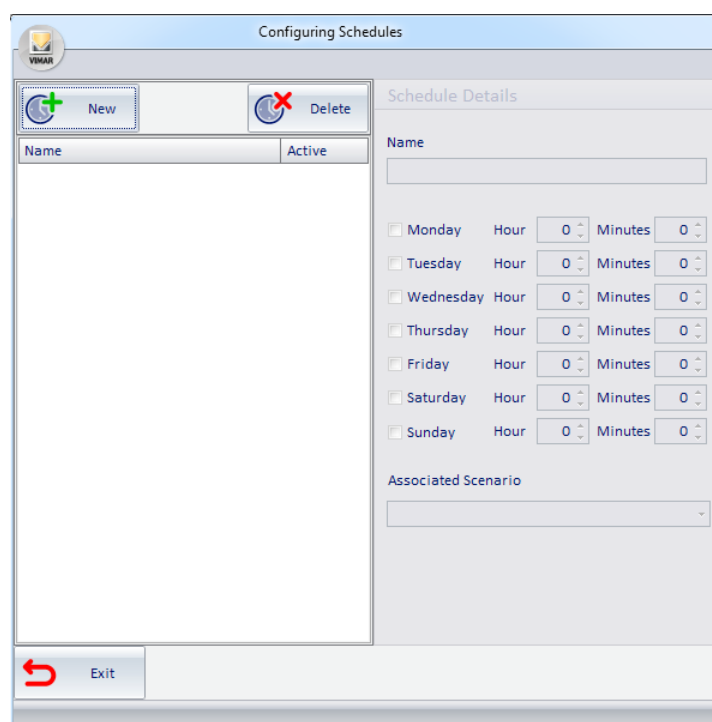 Configuring Schedules
VIMAR
New
Delete
Name Active
Schedule Details
Name
Monday Hour 0 Minutes 0
Tuesday Hour 0 Minutes 0
Wednesday Hour 0 Minutes 0
Thursday Hour 0 Minutes 0
Friday Hour 0 Minutes 0
Saturday Hour 0 Minutes 0
Sunday Hour 0 Minutes 0
Associated Scenario
Exit